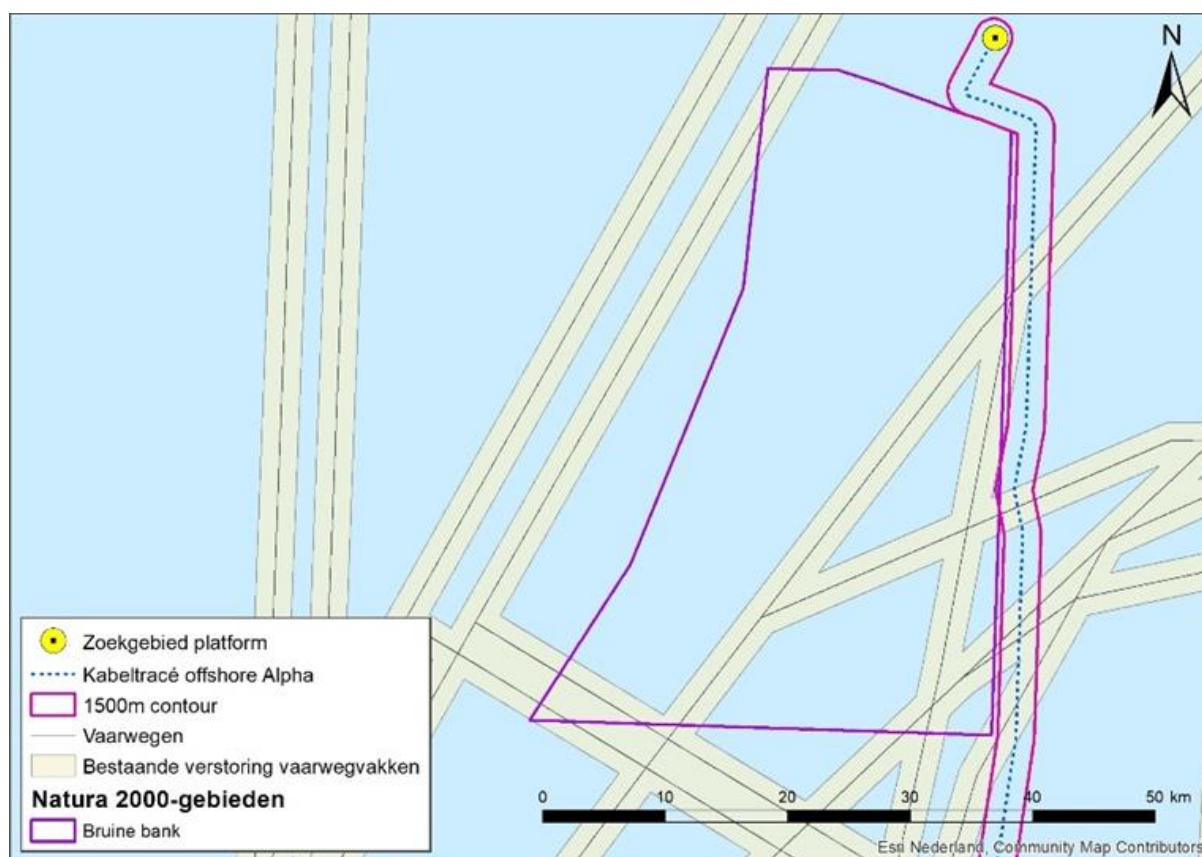 N
Zoekgebied platform
Kabeltracé offshore Alpha
1500m contour
Vaarwegen
Bestaande verstoring vaarwegvakken
Natura 2000-gebieden
Bruine bank
0 10 20 30 40 50 km
Esri Nederland, Community Map Contributors